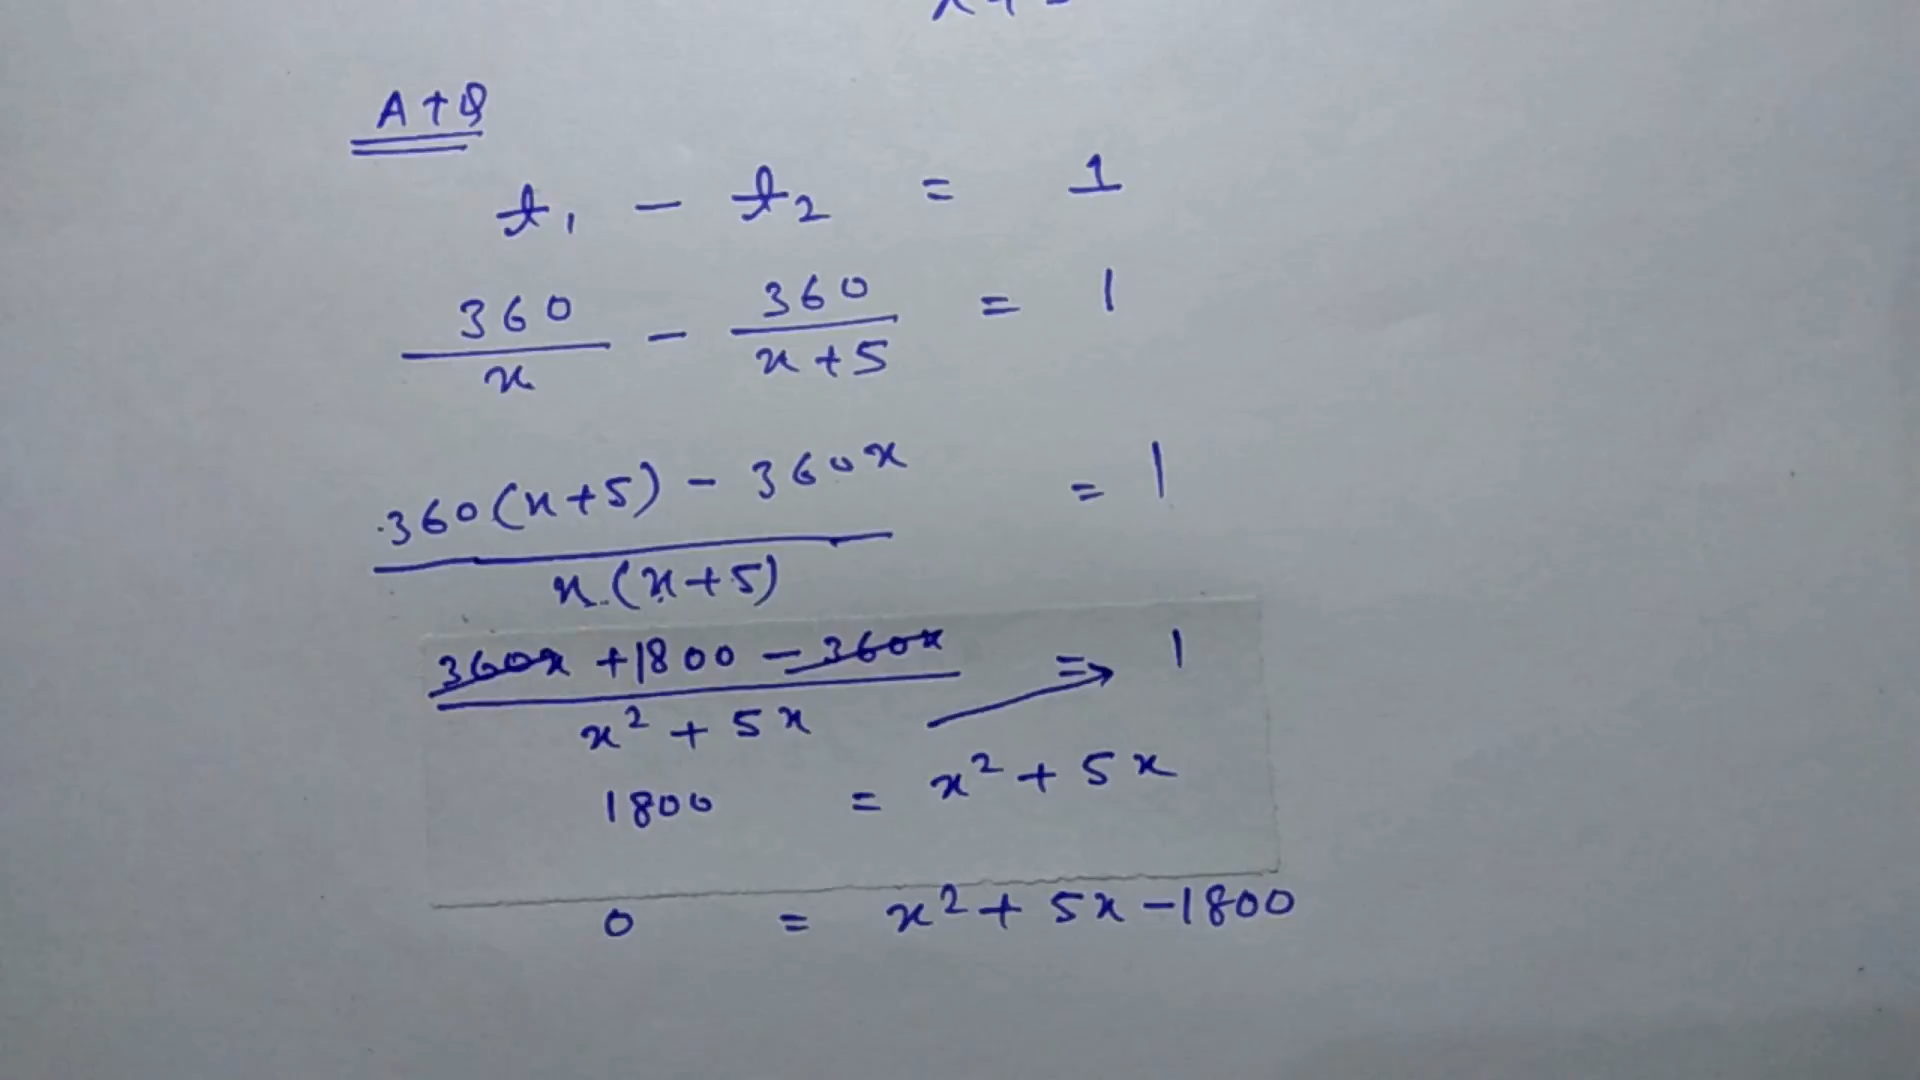 A+Q
t₁ - t₂ = 1
360/x - 360/x+5 = 1
360(x+5) - 360x / x.(x+5) = 1
360x + 1800 - 360x / x² + 5x = 1
1800 = x² + 5x
0 = x² + 5x - 1800